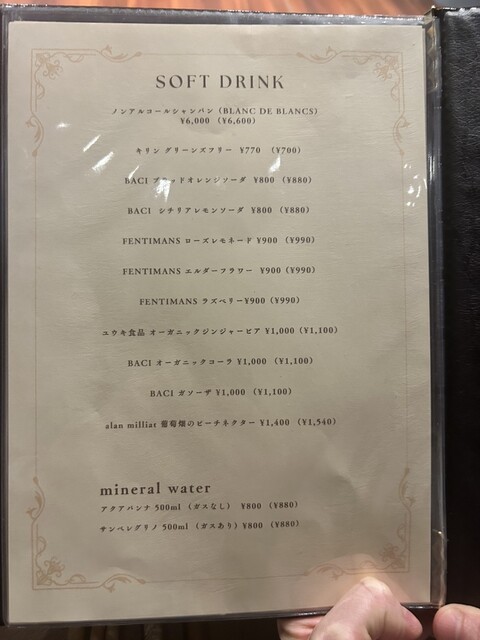 SOFT DRINK
ノンアルコールシャンパン（BLANC DE BLANCS）
¥6,000 （¥6,600）
キリン グリーンズフリー ¥770 （¥700）
BACI ブラッドオレンジソーダ ¥800 （¥880）
BACI シチリアレモンソーダ ¥800 （¥880）
FENTIMANS ローズレモネード ¥900 （¥990）
FENTIMANS エルダーフラワー ¥900（¥990）
FENTIMANS ラズベリー¥900（¥990）
ユウキ食品 オーガニックジンジャービア ¥1,000（¥1,100）
BACI オーガニックコーラ ¥1,000 （¥1,100）
BACI ガソーザ ¥1,000 （¥1,100）
alan milliat 葡萄畑のピーチネクター ¥1,400 （¥1,540）
mineral water
アクアパンナ 500ml （ガスなし） ¥800 （¥880）
サンペレグリノ 500ml （ガスあり）¥800 （¥880）